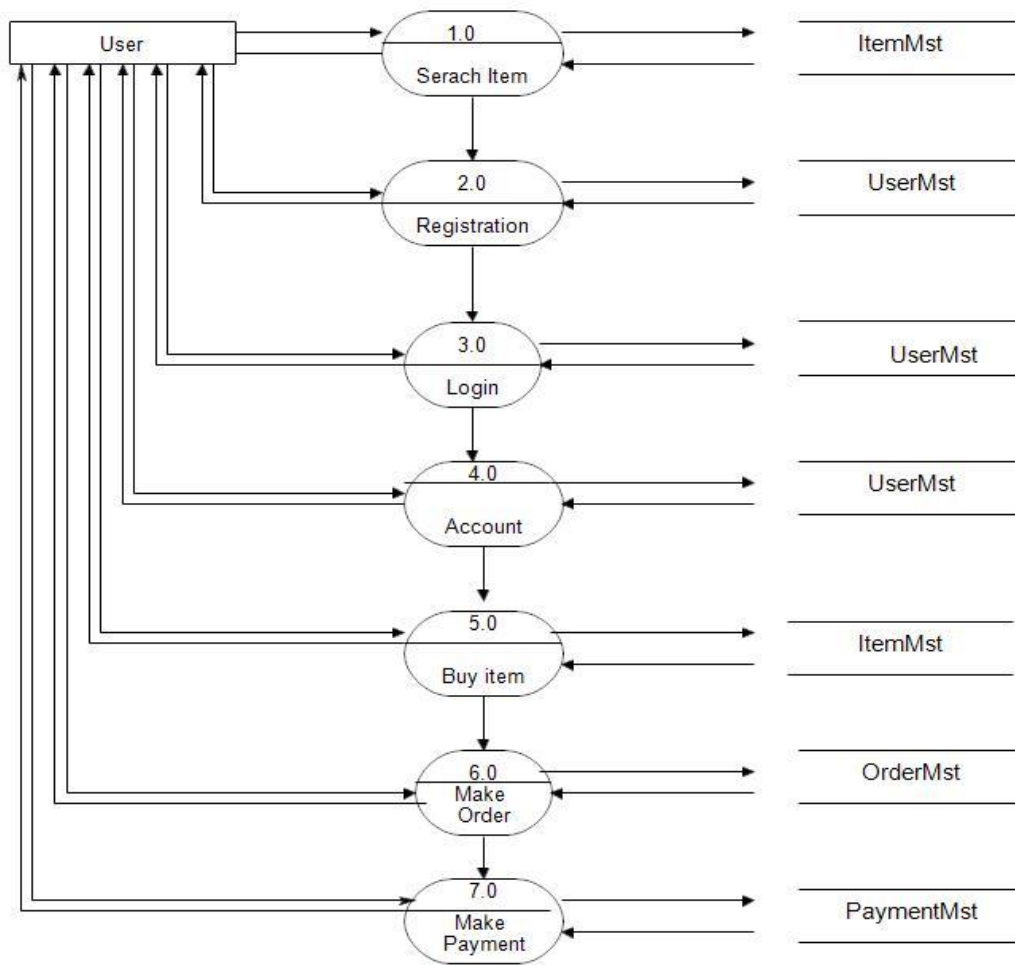 User
1.0
Serach Item
ItemMst
2.0
Registration
UserMst
3.0
Login
UserMst
4.0
Account
UserMst
5.0
Buy item
ItemMst
6.0
Make
Order
OrderMst
7.0
Make
Payment
PaymentMst